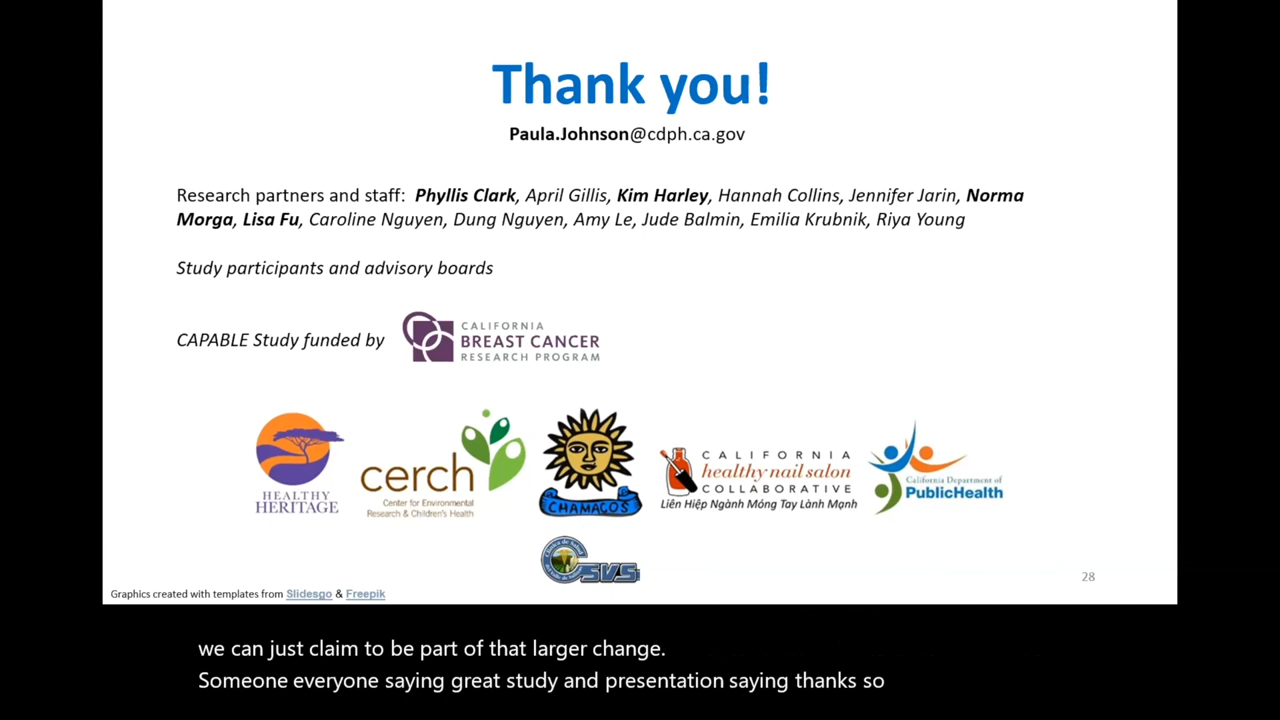 Thank you!
Paula.Johnson@cdph.ca.gov
Research partners and staff: Phyllis Clark, April Gillis, Kim Harley, Hannah Collins, Jennifer Jarin, Norma
Morga, Lisa Fu, Caroline Nguyen, Dung Nguyen, Amy Le, Jude Balmin, Emilia Krubnik, Riya Young
Study participants and advisory boards
CAPABLE Study funded by
CALIFORNIA
BREAST CANCER
RESEARCH PROGRAM
HEALTHY
HERITAGE
cerch
Center for Environmental
Research & Children's Health
CHAMACOS
CALIFORNIA
healthy nail salon
COLLABORATIVE
Liên Hiệp Ngành Móng Tay Lành Mạnh
California Department of
PublicHealth
CSVS
28
Graphics created with templates from Slidesgo & Freepik
we can just claim to be part of that larger change.
Someone everyone saying great study and presentation saying thanks so